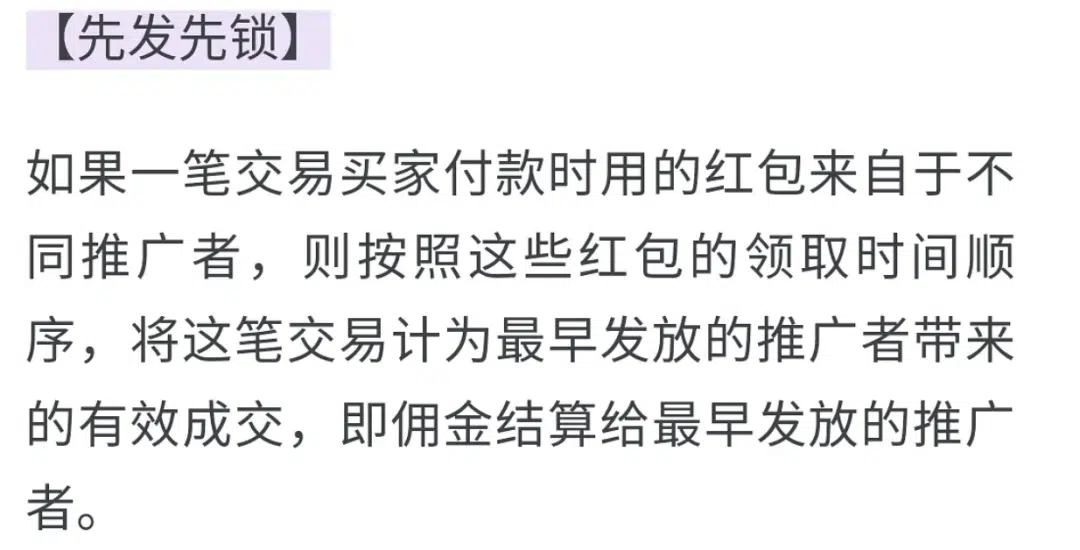 【先发先锁】
如果一笔交易买家付款时用的红包来自于不
同推广者，则按照这些红包的领取时间顺
序，将这笔交易计为最早发放的推广者带来
的有效成交，即佣金结算给最早发放的推广
者。